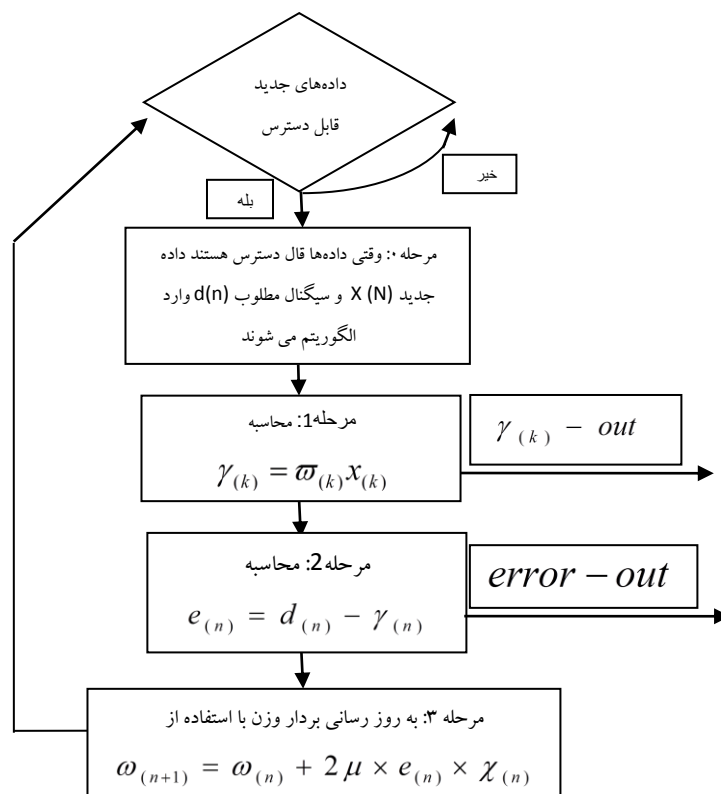 داده‌های جدید
قابل دسترس
خیر
بله
مرحله ۰: وقتی داده‌ها قال دسترس هستند داده
جدید X (N) و سیگنال مطلوب d(n) وارد
الگوریتم می شوند
مرحله1: محاسبه
γ(k) = ϖ(k) x(k)
γ(k) − out
مرحله2: محاسبه
e(n) = d(n) − γ(n)
error − out
مرحله ۳: به روز رسانی بردار وزن با استفاده از
ω(n+1) = ω(n) + 2 μ × e(n) × χ(n)